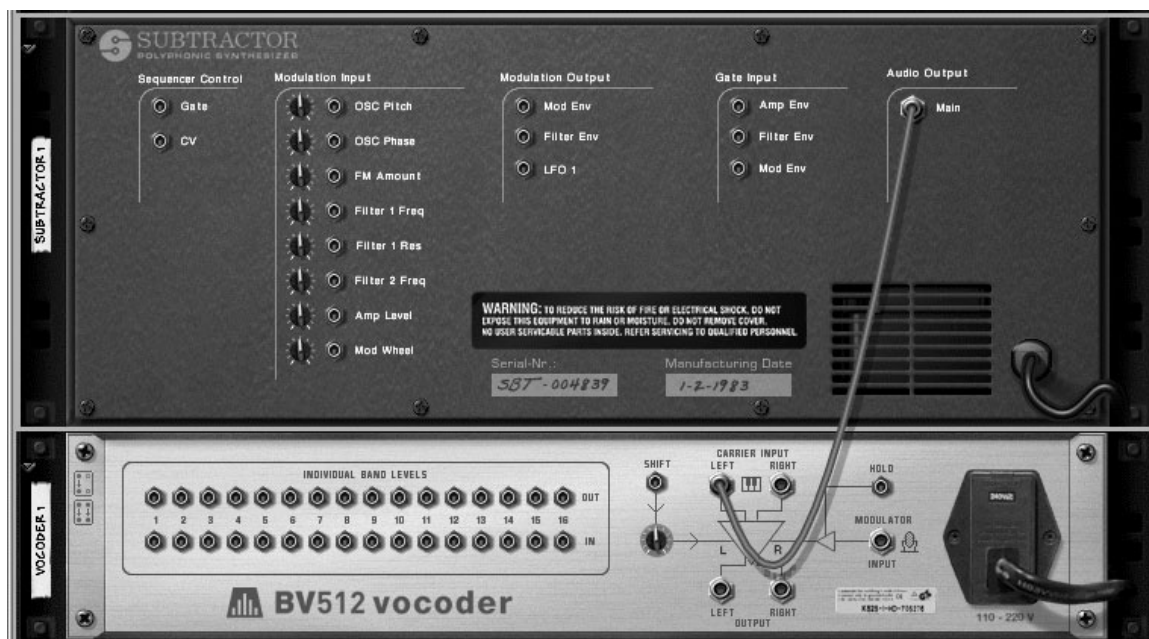 SUBTRACTOR
POLYPHONIC SYNTHESIZER
Sequencer Control
Gate
CV
Modulation Input
OSC Pitch
OSC Phase
FM Amount
Filter 1 Freq
Filter 1 Res
Filter 2 Freq
Amp Level
Mod Wheel
Modulation Output
Mod Env
Filter Env
LFO 1
Gate Input
Amp Env
Filter Env
Mod Env
Audio Output
Main
SUBTRACTOR 1
WARNING: TO REDUCE THE RISK OF FIRE OR ELECTRICAL SHOCK, DO NOT
EXPOSE THIS EQUIPMENT TO RAIN OR MOISTURE. DO NOT REMOVE COVER.
NO USER SERVICABLE PARTS INSIDE. REFER SERVICING TO QUALIFIED PERSONNEL.
Serial-Nr.:
SBT-004839
Manufacturing Date
1-2-1983
VOCODER 1
INDIVIDUAL BAND LEVELS
OUT
1 2 3 4 5 6 7 8 9 10 11 12 13 14 15 16
IN
BV512 vocoder
SHIFT
CARRIER INPUT
LEFT RIGHT
HOLD
MODULATOR
INPUT
L R
LEFT RIGHT
OUTPUT
110 - 220 V